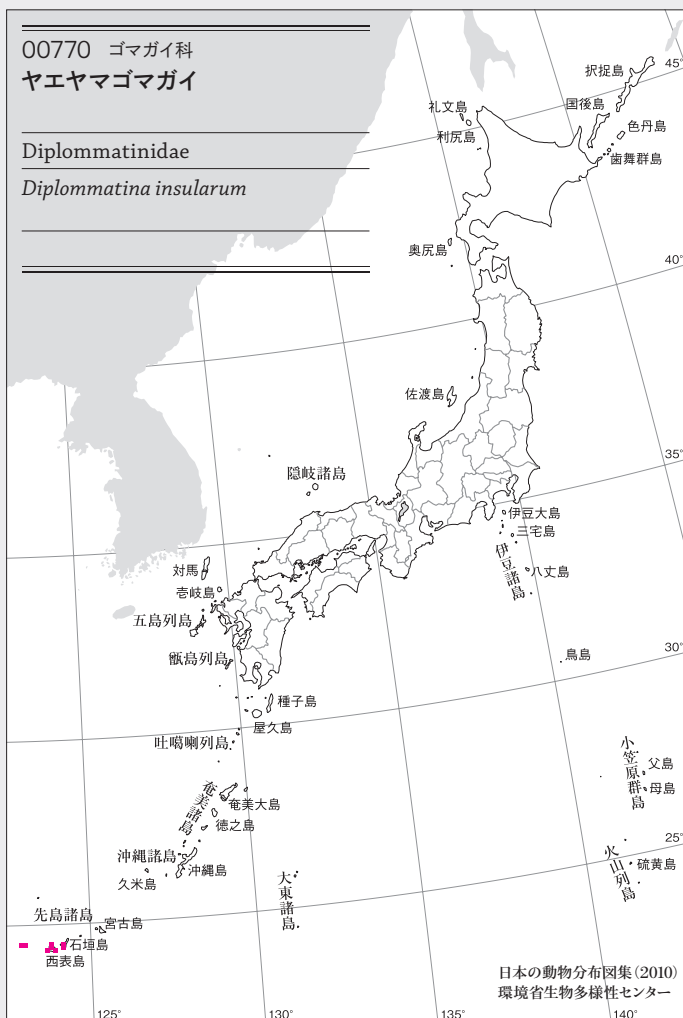 00770 ゴマガイ科
ヤエヤマゴマガイ
Diplommatinidae
Diplommatina insularum
45°
択捉島
国後島
色丹島
歯舞群島
礼文島
利尻島
奥尻島
40°
佐渡島
35°
隠岐諸島
伊豆大島
三宅島
伊豆諸島
八丈島
対馬
壱岐島
五島列島
甑島列島
鳥島
30°
種子島
屋久島
吐噶喇列島
小笠原群島
父島
母島
奄美諸島
奄美大島
徳之島
25°
沖縄諸島
沖縄島
久米島
火山列島
硫黄島
大東諸島
先島諸島
宮古島
石垣島
西表島
日本の動物分布図集(2010)
環境省生物多様性センター
125°
130°
135°
140°